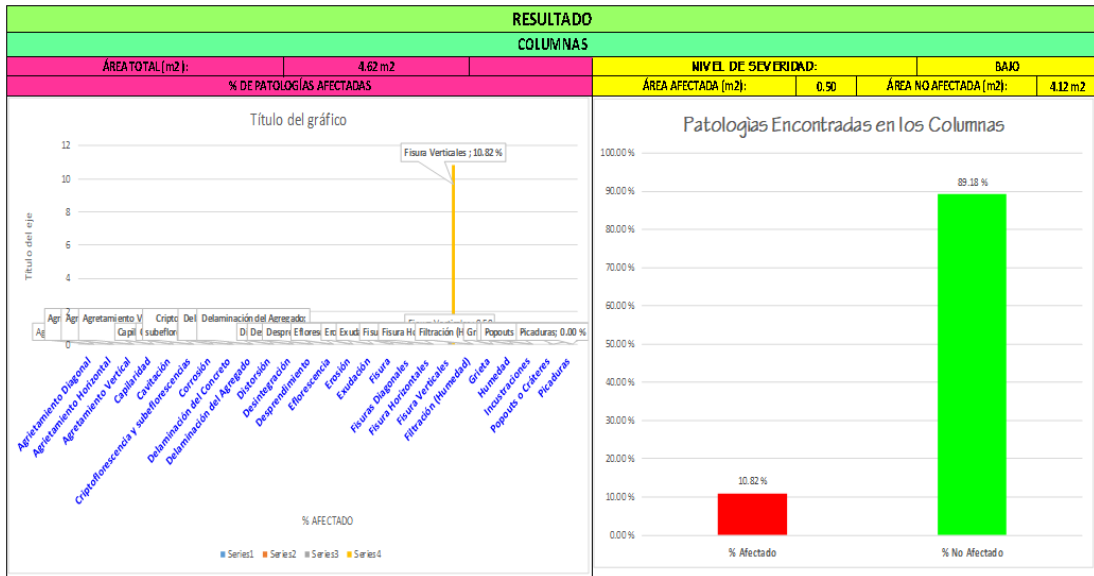 RESULTADO
COLUMNAS
ÁREA TOTAL (m2): 4.62 m2
NIVEL DE SEVERIDAD: BAJO
% DE PATOLOGÍAS AFECTADAS
ÁREA AFECTADA (m2): 0.50 ÁREA NO AFECTADA (m2): 4.12 m2
Título del gráfico
Título del eje
12
10
8
6
4
2
0
Fisura Verticales ; 10.82 %
Agretamiento V
Delaminación del Agregado;
Picaduras; 0.00 %
Agrietamiento Diagonal
Agrietamiento Horizontal
Agretamiento Vertical
Capilaridad
Cavitación
Criptoflorescencia y subeflorescencias
Corrosión
Delaminación del Concreto
Delaminación del Agregado
Distorsión
Desintegración
Desprendimiento
Eflorescencia
Erosión
Exudación
Fisura
Fisuras Diagonales
Fisura Horizontales
Fisura Verticales
Filtración (Humedad)
Grieta
Humedad
Incustraciones
Popouts o Cráteres
Picaduras
% AFECTADO
Series1 Series2 Series3 Series4
Patologìas Encontradas en los Columnas
100.00 %
90.00 %
80.00 %
70.00 %
60.00 %
50.00 %
40.00 %
30.00 %
20.00 %
10.00 %
0.00 %
10.82 %
89.18 %
% Afectado
% No Afectado